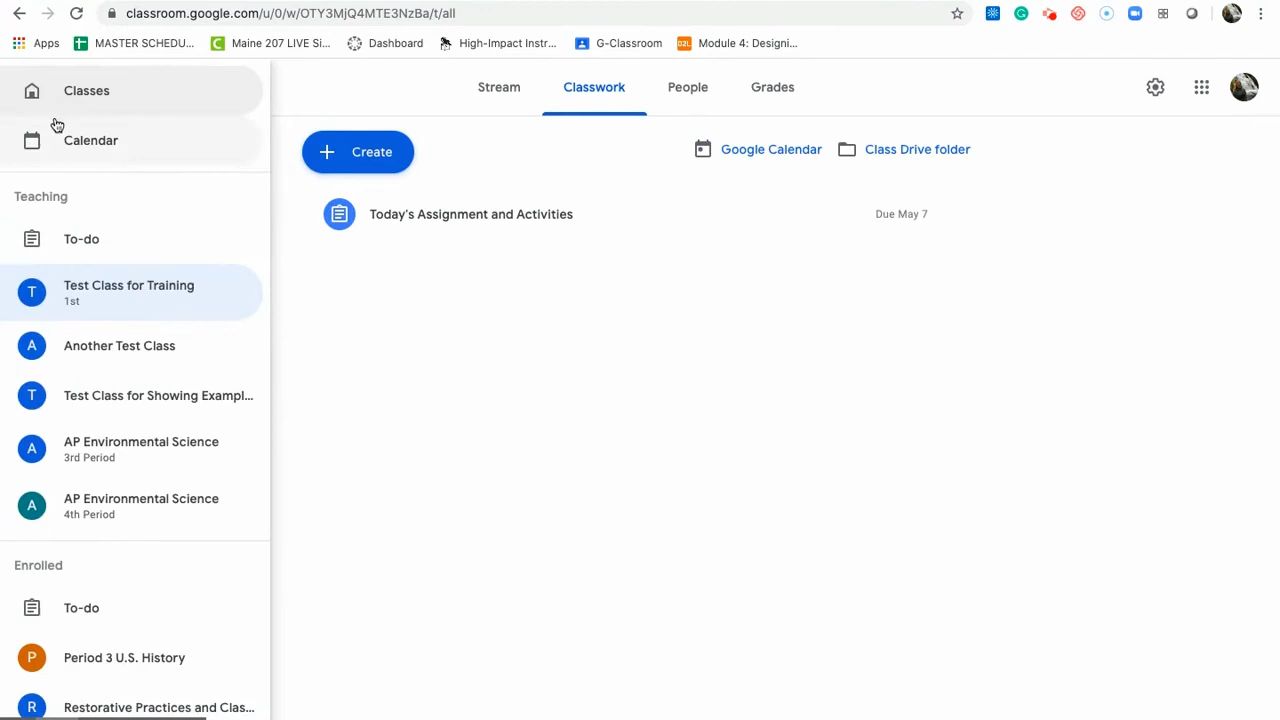 classroom.google.com/u/0/w/OTY3MjQ4MTE3NzBa/t/all
Apps
MASTER SCHEDU...
Maine 207 LIVE Si...
Dashboard
High-Impact Instr...
G-Classroom
D2L
Module 4: Designi...
Classes
Calendar
Teaching
To-do
T
Test Class for Training
1st
A
Another Test Class
T
Test Class for Showing Exampl...
A
AP Environmental Science
3rd Period
A
AP Environmental Science
4th Period
Enrolled
To-do
P
Period 3 U.S. History
R
Restorative Practices and Clas...
Stream
Classwork
People
Grades
Create
Google Calendar
Class Drive folder
Today's Assignment and Activities
Due May 7